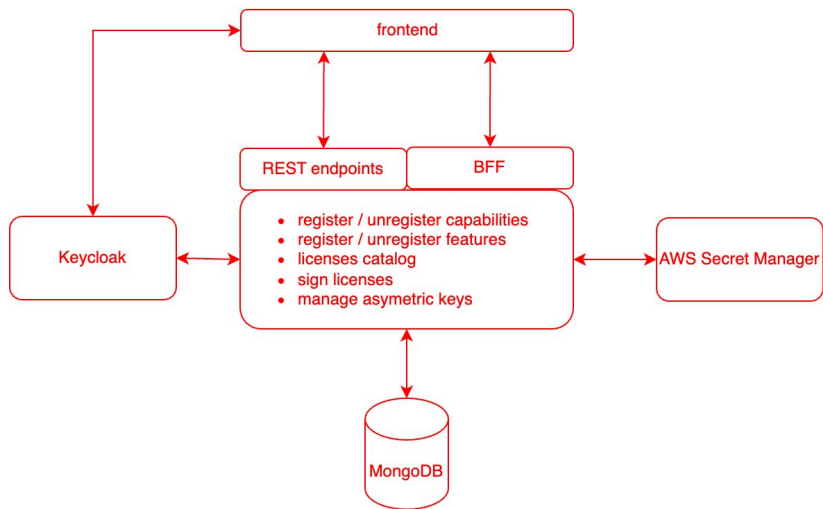 frontend
REST endpoints
BFF
register / unregister capabilities
register / unregister features
licenses catalog
sign licenses
manage asymetric keys
Keycloak
AWS Secret Manager
MongoDB